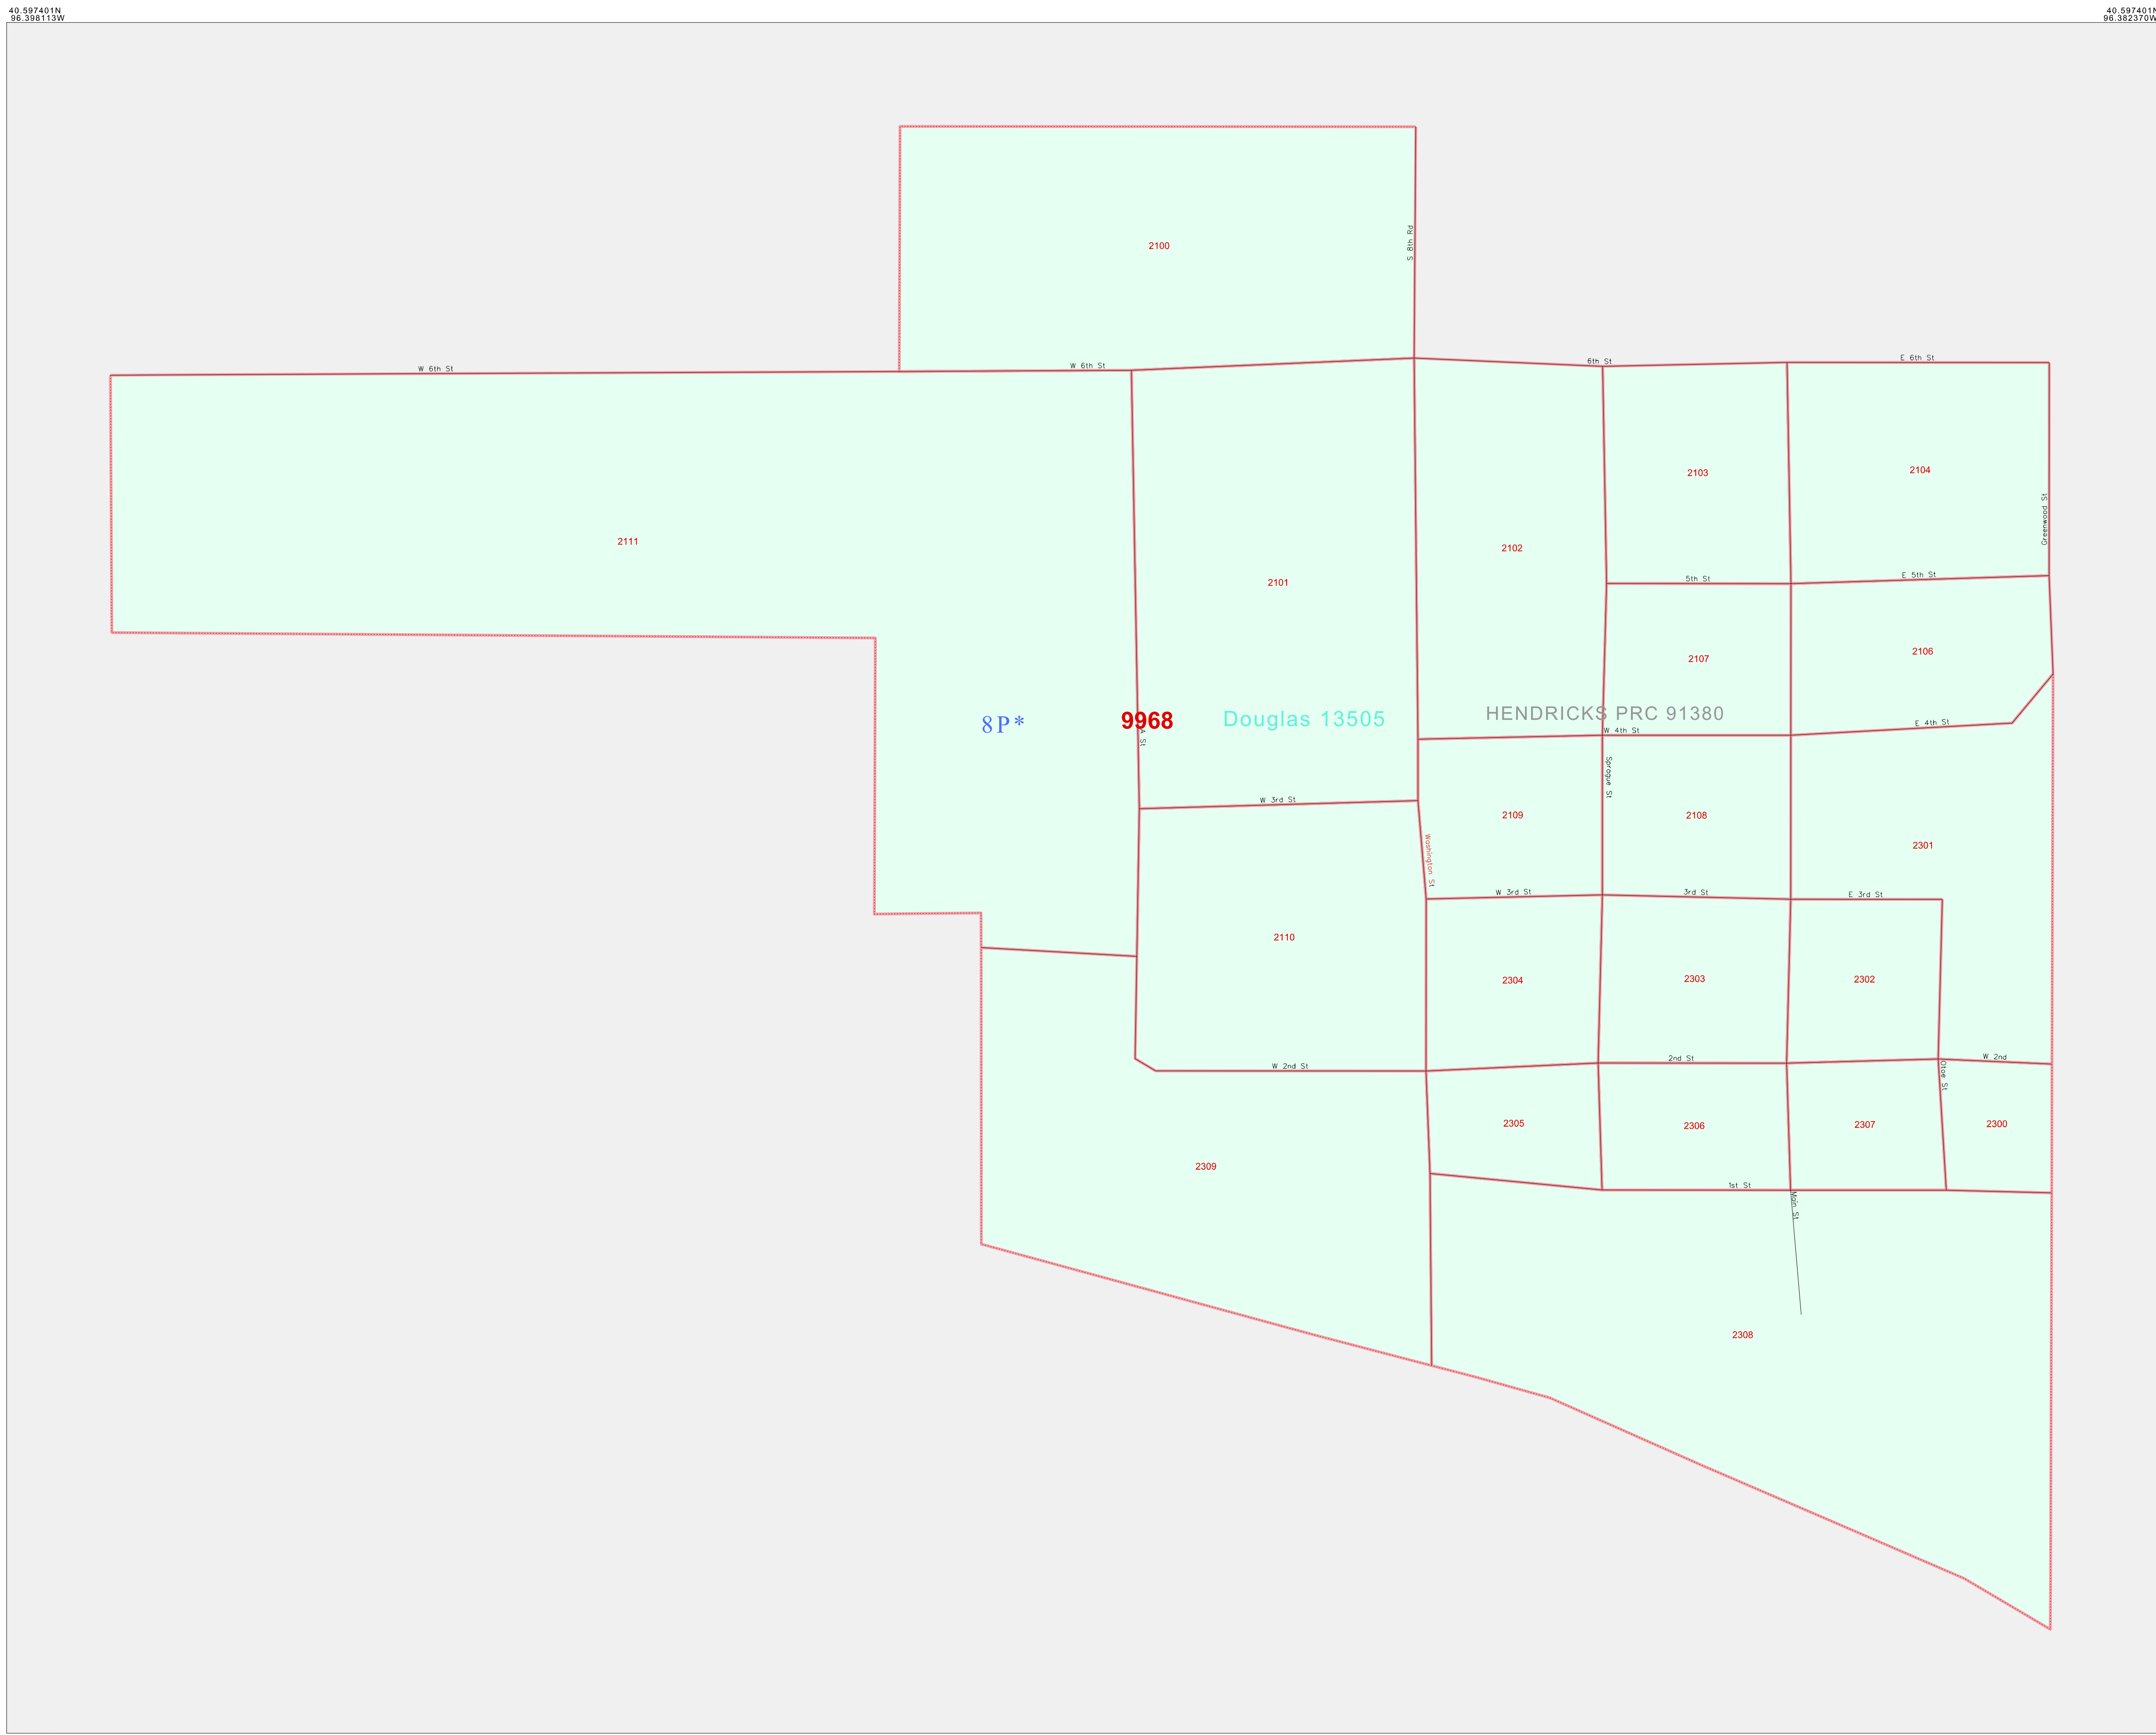 40.597401N
96.398113W
40.597401N
96.382370W
2100
S 8th Rd
W 6th St
W 6th St
6th St
E 6th St
2103
2104
Greenwood St
2111
2102
2101
5th St
E 5th St
2107
2106
8P*
9968
Douglas 13505
HENDRICKS PRC 91380
A St
W 4th St
E 4th St
Sprague St
W 3rd St
2109
2108
2301
Washington St
W 3rd St
3rd St
E 3rd St
2110
2304
2303
2302
W 2nd St
2nd St
W 2nd
Otoe St
2305
2306
2307
2300
2309
1st St
Main St
2308